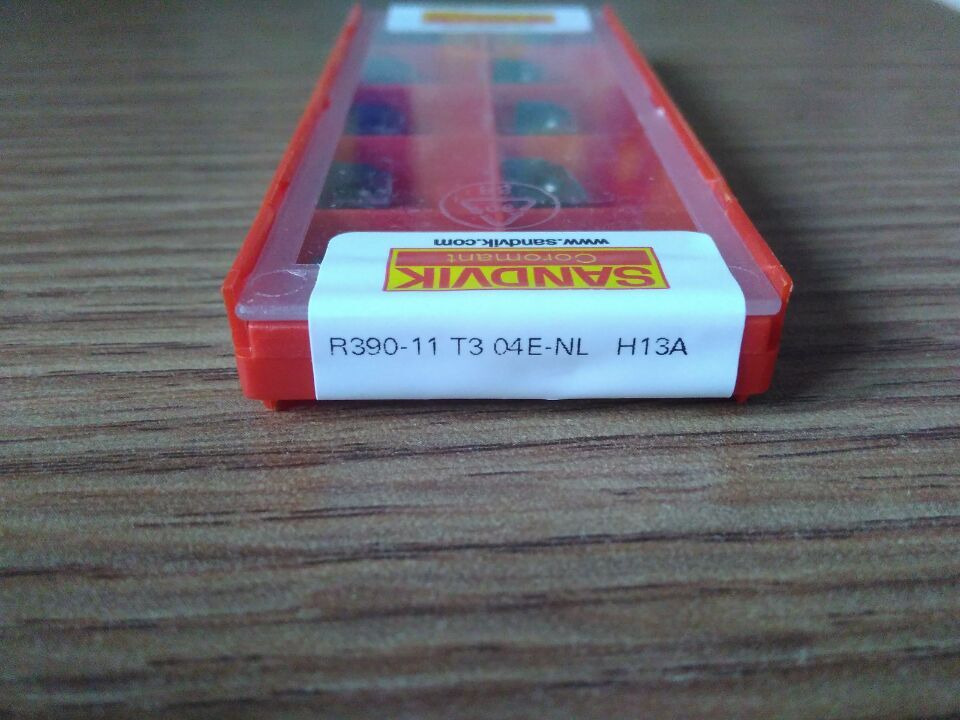 www.sandvik.com
SANDVIK
Coromant
R390-11 T3 04E-NL H13A